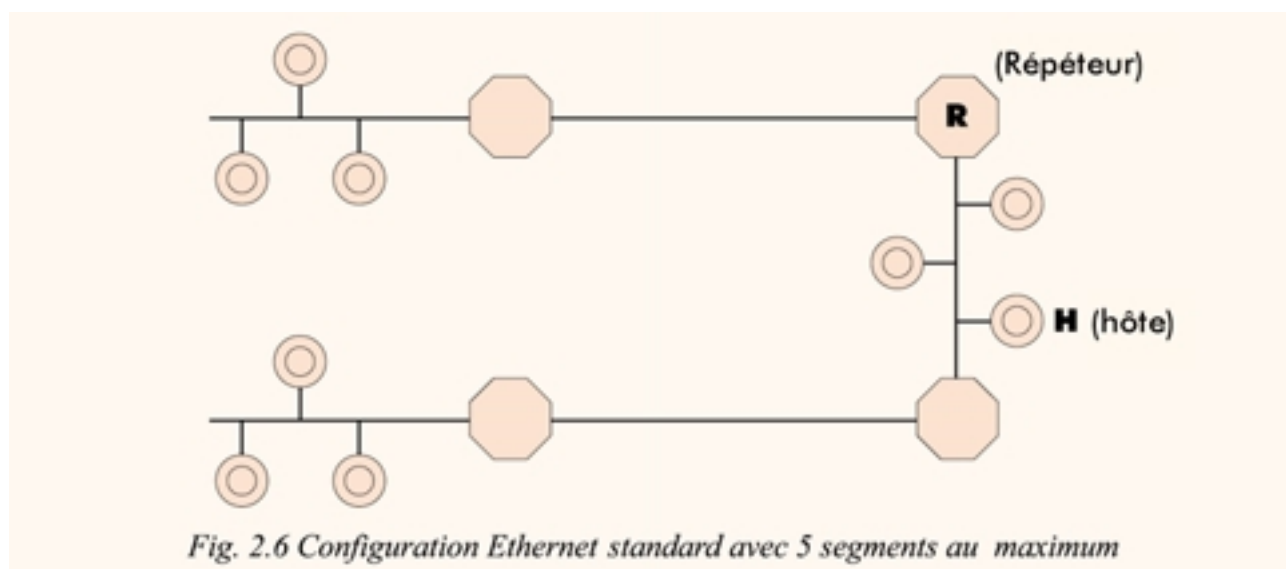 (Répéteur)
R
H (hôte)
Fig. 2.6 Configuration Ethernet standard avec 5 segments au maximum